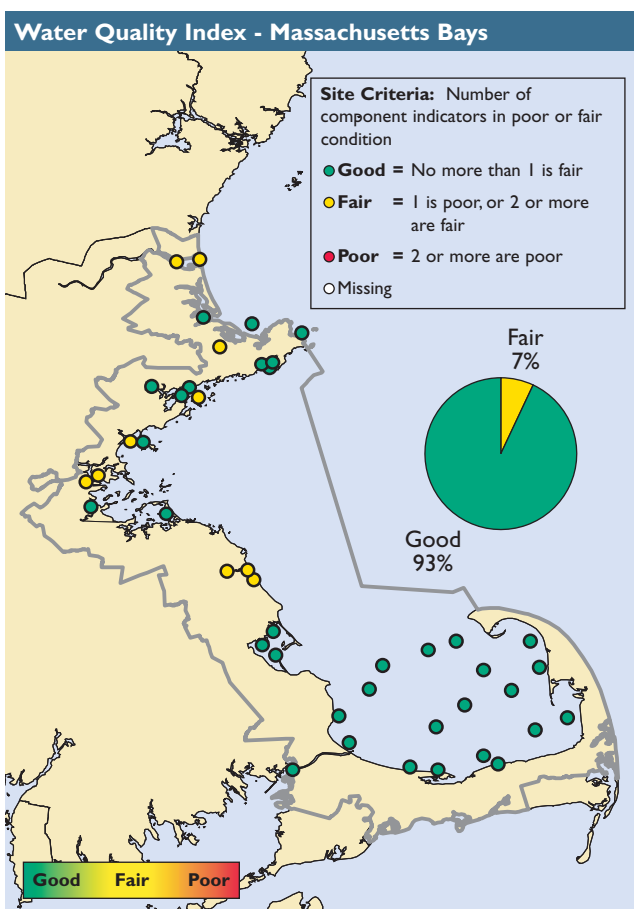 Water Quality Index - Massachusetts Bays
Site Criteria: Number of
component indicators in poor or fair
condition
Good = No more than 1 is fair
Fair = 1 is poor, or 2 or more
are fair
Poor = 2 or more are poor
Missing
Fair
7%
Good
93%
Good Fair Poor